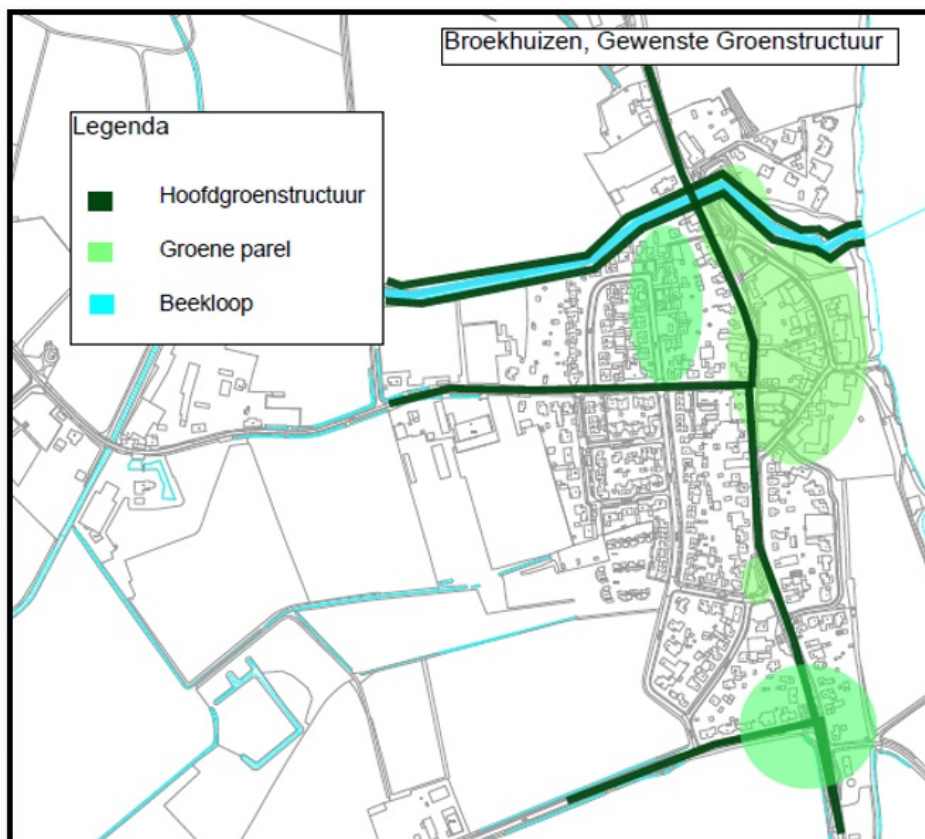 Broekhuizen, Gewenste Groenstructuur
Legenda
Hoofdgroenstructuur
Groene parel
Beekloop